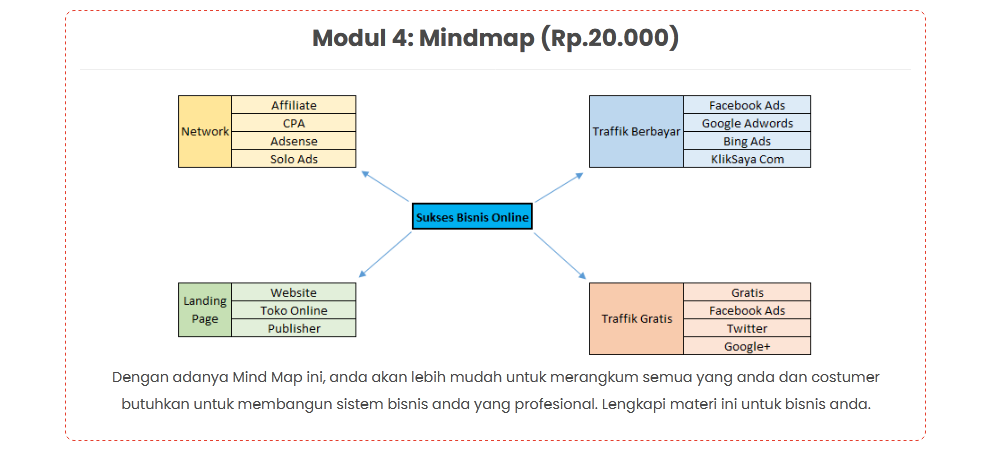 Modul 4: Mindmap (Rp.20.000)
Network
Affiliate
CPA
Adsense
Solo Ads
Traffik Berbayar
Facebook Ads
Google Adwords
Bing Ads
KlikSaya Com
Sukses Bisnis Online
Landing
Page
Website
Toko Online
Publisher
Traffik Gratis
Gratis
Facebook Ads
Twitter
Google+
Dengan adanya Mind Map ini, anda akan lebih mudah untuk merangkum semua yang anda dan costumer
butuhkan untuk membangun sistem bisnis anda yang profesional. Lengkapi materi ini untuk bisnis anda.